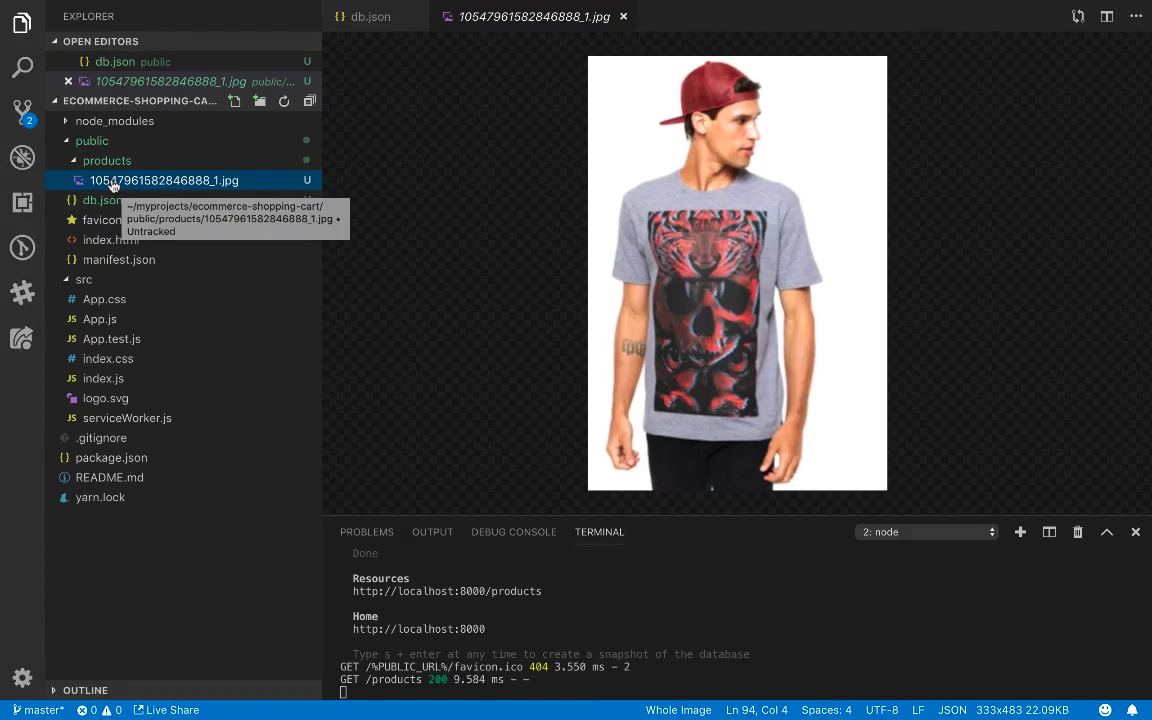 EXPLORER
{} db.json
10547961582846888_1.jpg ×
OPEN EDITORS
{} db.json public U
× 10547961582846888_1.jpg public/... U
ECOMMERCE-SHOPPING-CA...
2
node_modules
public
products
10547961582846888_1.jpg U
{} db.json
~/myprojects/ecommerce-shopping-cart/
public/products/10547961582846888_1.jpg •
Untracked
favicon
<> index.html
{} manifest.json
src
# App.css
JS App.js
JS App.test.js
# index.css
JS index.js
logo.svg
JS serviceWorker.js
.gitignore
{} package.json
README.md
yarn.lock
OUTLINE
PROBLEMS OUTPUT DEBUG CONSOLE TERMINAL 2: node
Done
Resources
http://localhost:8000/products
Home
http://localhost:8000
Type s + enter at any time to create a snapshot of the database
GET /%PUBLIC_URL%/favicon.ico 404 3.550 ms - 2
GET /products 200 9.584 ms - -
master* 0 0 Live Share Whole Image Ln 94, Col 4 Spaces: 4 UTF-8 LF JSON 333x483 22.09KB